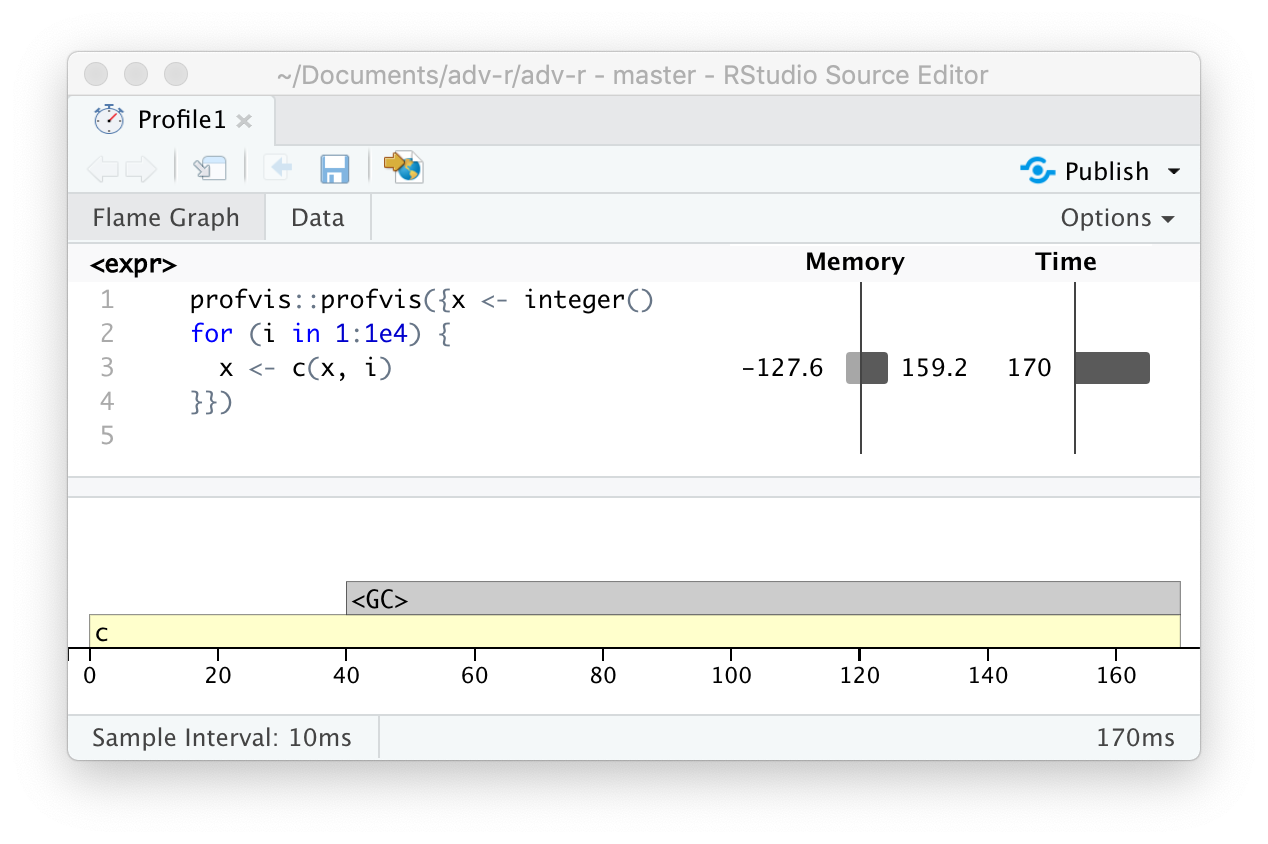 ~/Documents/adv-r/adv-r - master - RStudio Source Editor
Profile1
Publish
Flame Graph Data Options
<expr> Memory Time
1 profvis::profvis({x <- integer()
2 for (i in 1:1e4) {
3   x <- c(x, i) -127.6 159.2 170
4 }})
5
<GC>
c
0 20 40 60 80 100 120 140 160
Sample Interval: 10ms 170ms